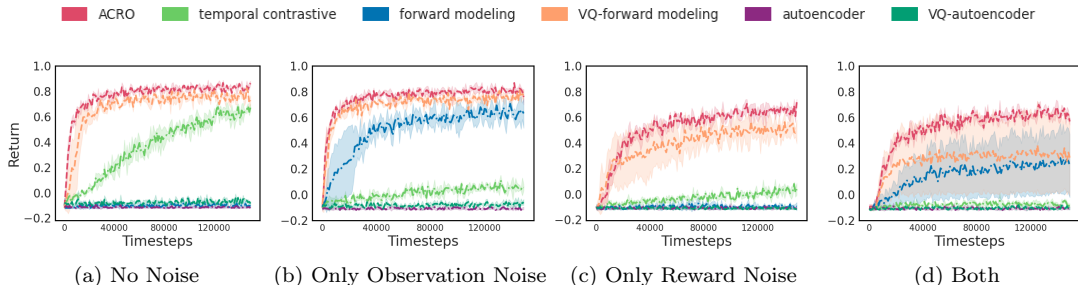 ACRO temporal contrastive forward modeling VQ-forward modeling autoencoder VQ-autoencoder
1.0 1.0 1.0 1.0
0.8 0.8 0.8 0.8
0.6 0.6 0.6 0.6
Return
0.4 0.4 0.4 0.4
0.2 0.2 0.2 0.2
0.0 0.0 0.0 0.0
−0.2 −0.2 −0.2 −0.2
0 40000 80000 120000 0 40000 80000 120000 0 40000 80000 120000 0 40000 80000 120000
Timesteps Timesteps Timesteps Timesteps
(a) No Noise (b) Only Observation Noise (c) Only Reward Noise (d) Both